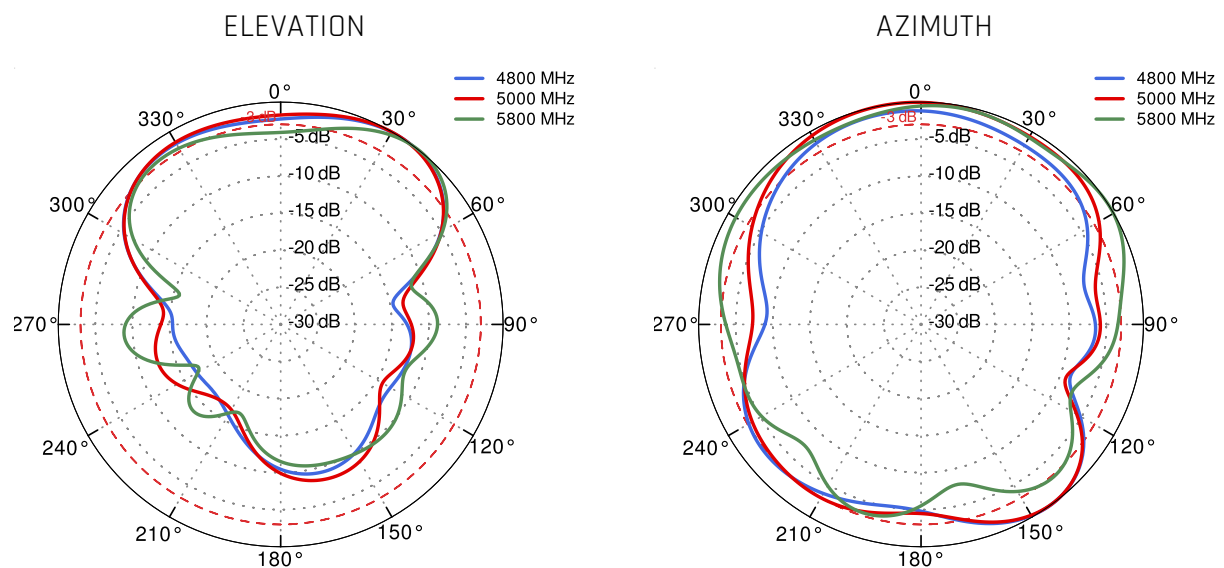 ELEVATION
4800 MHz
5000 MHz
5800 MHz
0°
30°
60°
90°
120°
150°
180°
210°
240°
270°
300°
330°
-3 dB
-5 dB
-10 dB
-15 dB
-20 dB
-25 dB
-30 dB
AZIMUTH
4800 MHz
5000 MHz
5800 MHz
0°
30°
60°
90°
120°
150°
180°
210°
240°
270°
300°
330°
-3 dB
-5 dB
-10 dB
-15 dB
-20 dB
-25 dB
-30 dB